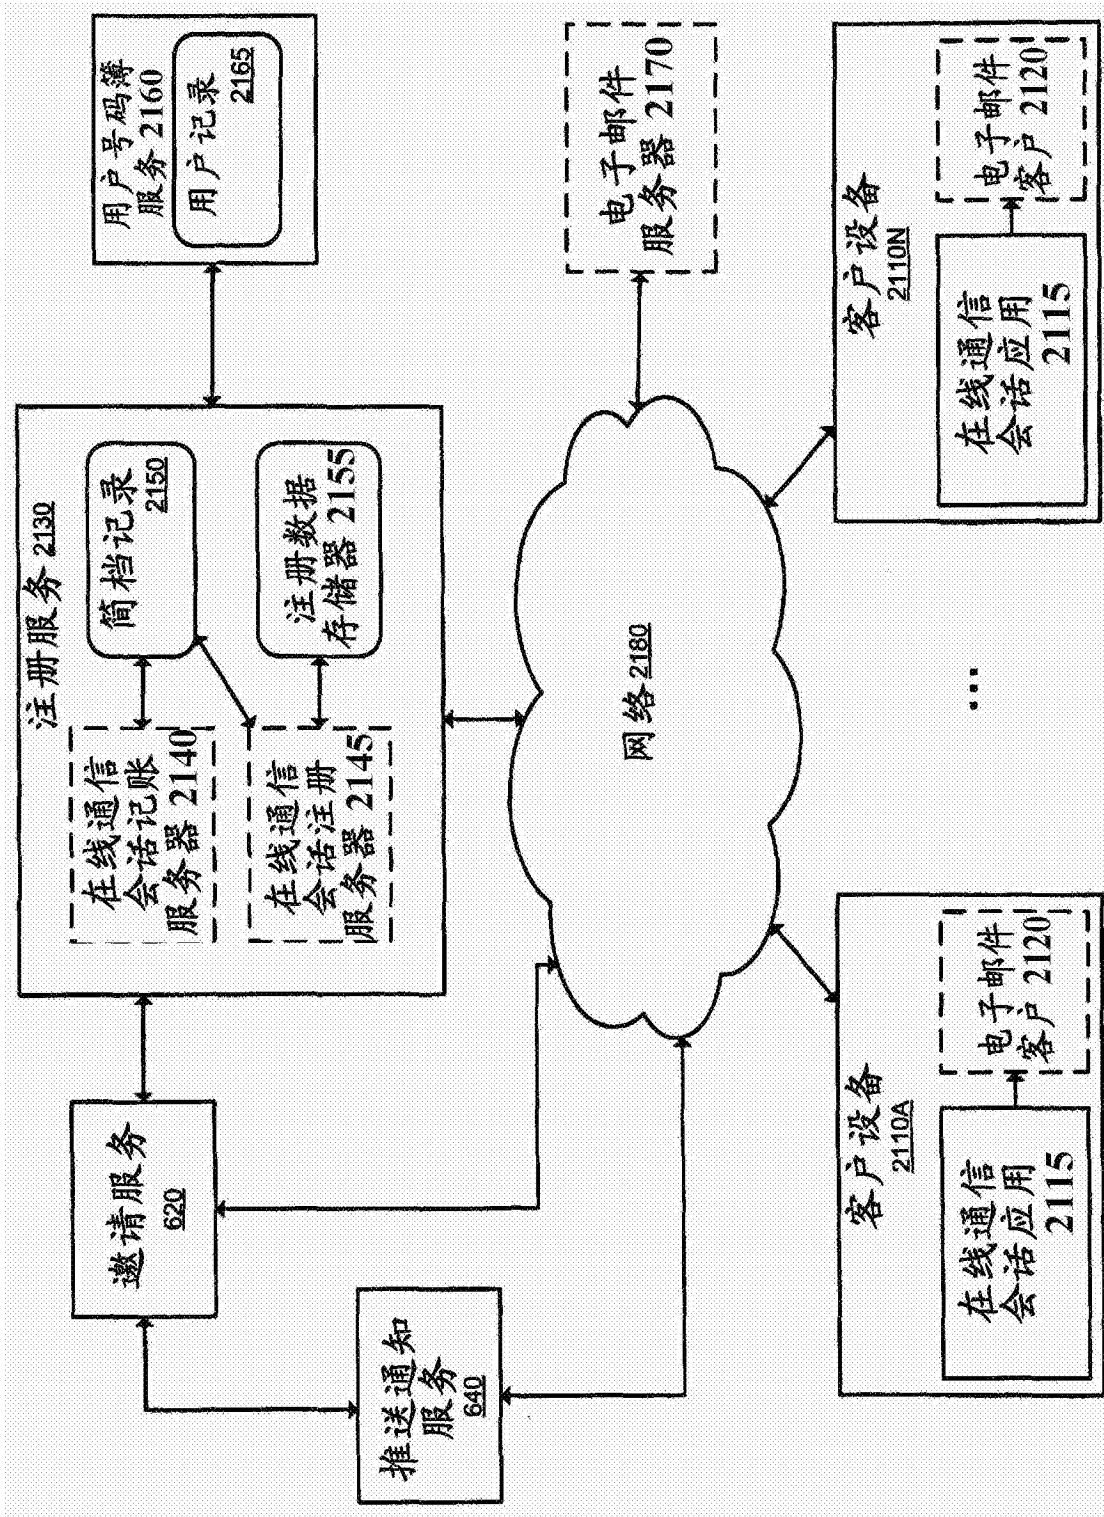 推送通知
服务
640
邀请服务
620
注册服务 2130
在线通信
会话记账
服务器 2140
简档记录
2150
在线通信
会话注册
服务器 2145
注册数据
存储器 2155
用户号码簿
服务 2160
用户记录
2165
网络 2180
电子邮件
服务器 2170
客户设备
2110A
在线通信
会话应用
2115
电子邮件
客户 2120
...
客户设备
2110N
在线通信
会话应用
2115
电子邮件
客户 2120